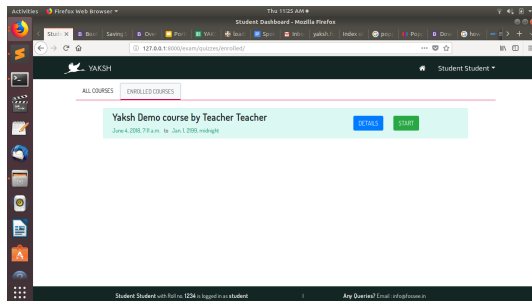 Activities Firefox Web Browser Thu 11:25 AM
Student Dashboard - Mozilla Firefox
127.0.0.1:8000/exam/quizzes/enrolled/
YAKSH
Student Student
ALL COURSES
ENROLLED COURSES
Yaksh Demo course by Teacher Teacher
June 4, 2018, 7:11 a.m. to Jan. 1, 2199, midnight
DETAILS
START
Student Student with Roll no. 1234 is logged in as student
Any Queries? Email : info@fossee.in